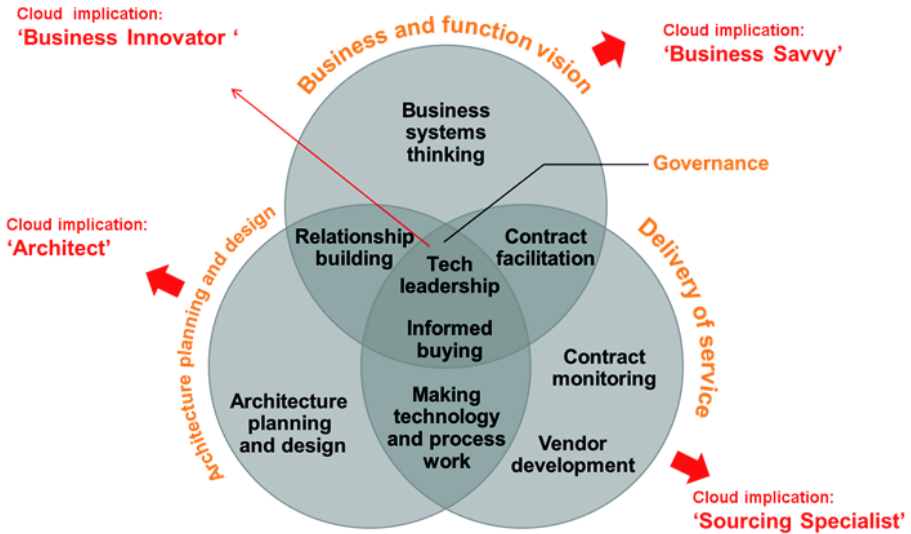 Cloud implication:
‘Business Innovator ‘
Business and function vision
Cloud implication:
‘Business Savvy’
Business
systems
thinking
Governance
Cloud implication:
‘Architect’
Architecture planning and design
Relationship
building
Contract
facilitation
Delivery of service
Tech
leadership
Informed
buying
Contract
monitoring
Architecture
planning
and design
Making
technology
and process
work
Vendor
development
Cloud implication:
‘Sourcing Specialist’